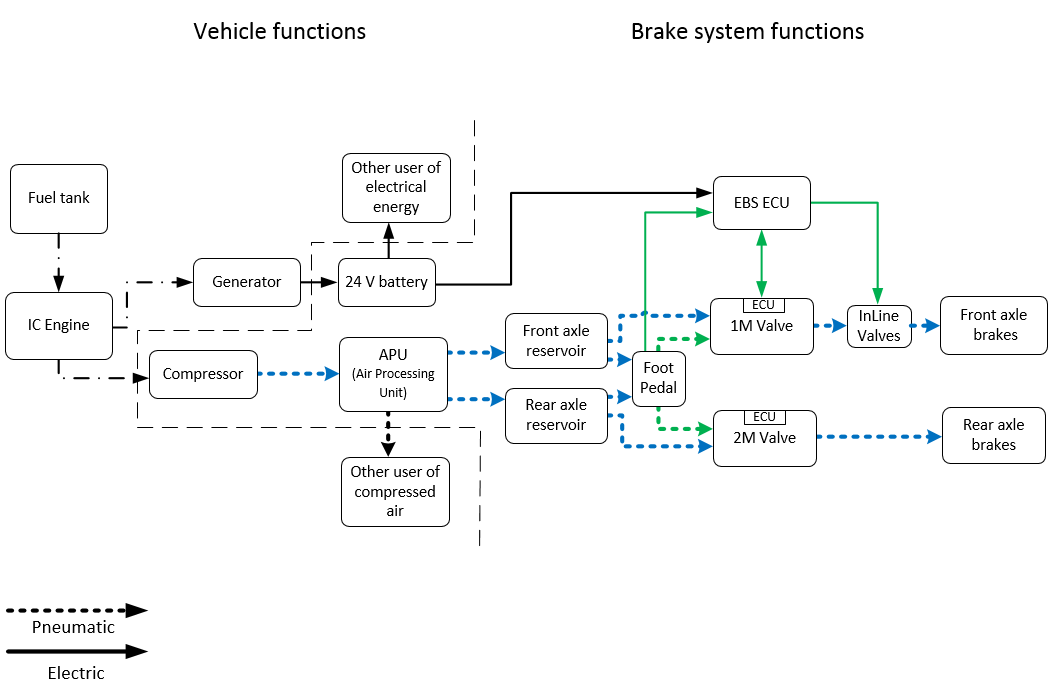 Vehicle functions
Brake system functions
Fuel tank
Other user of
electrical
energy
EBS ECU
Generator
24 V battery
IC Engine
ECU
1M Valve
InLine
Valves
Front axle
brakes
Front axle
reservoir
Compressor
APU
(Air Processing
Unit)
Foot
Pedal
Rear axle
reservoir
ECU
2M Valve
Rear axle
brakes
Other user of
compressed
air
Pneumatic
Electric